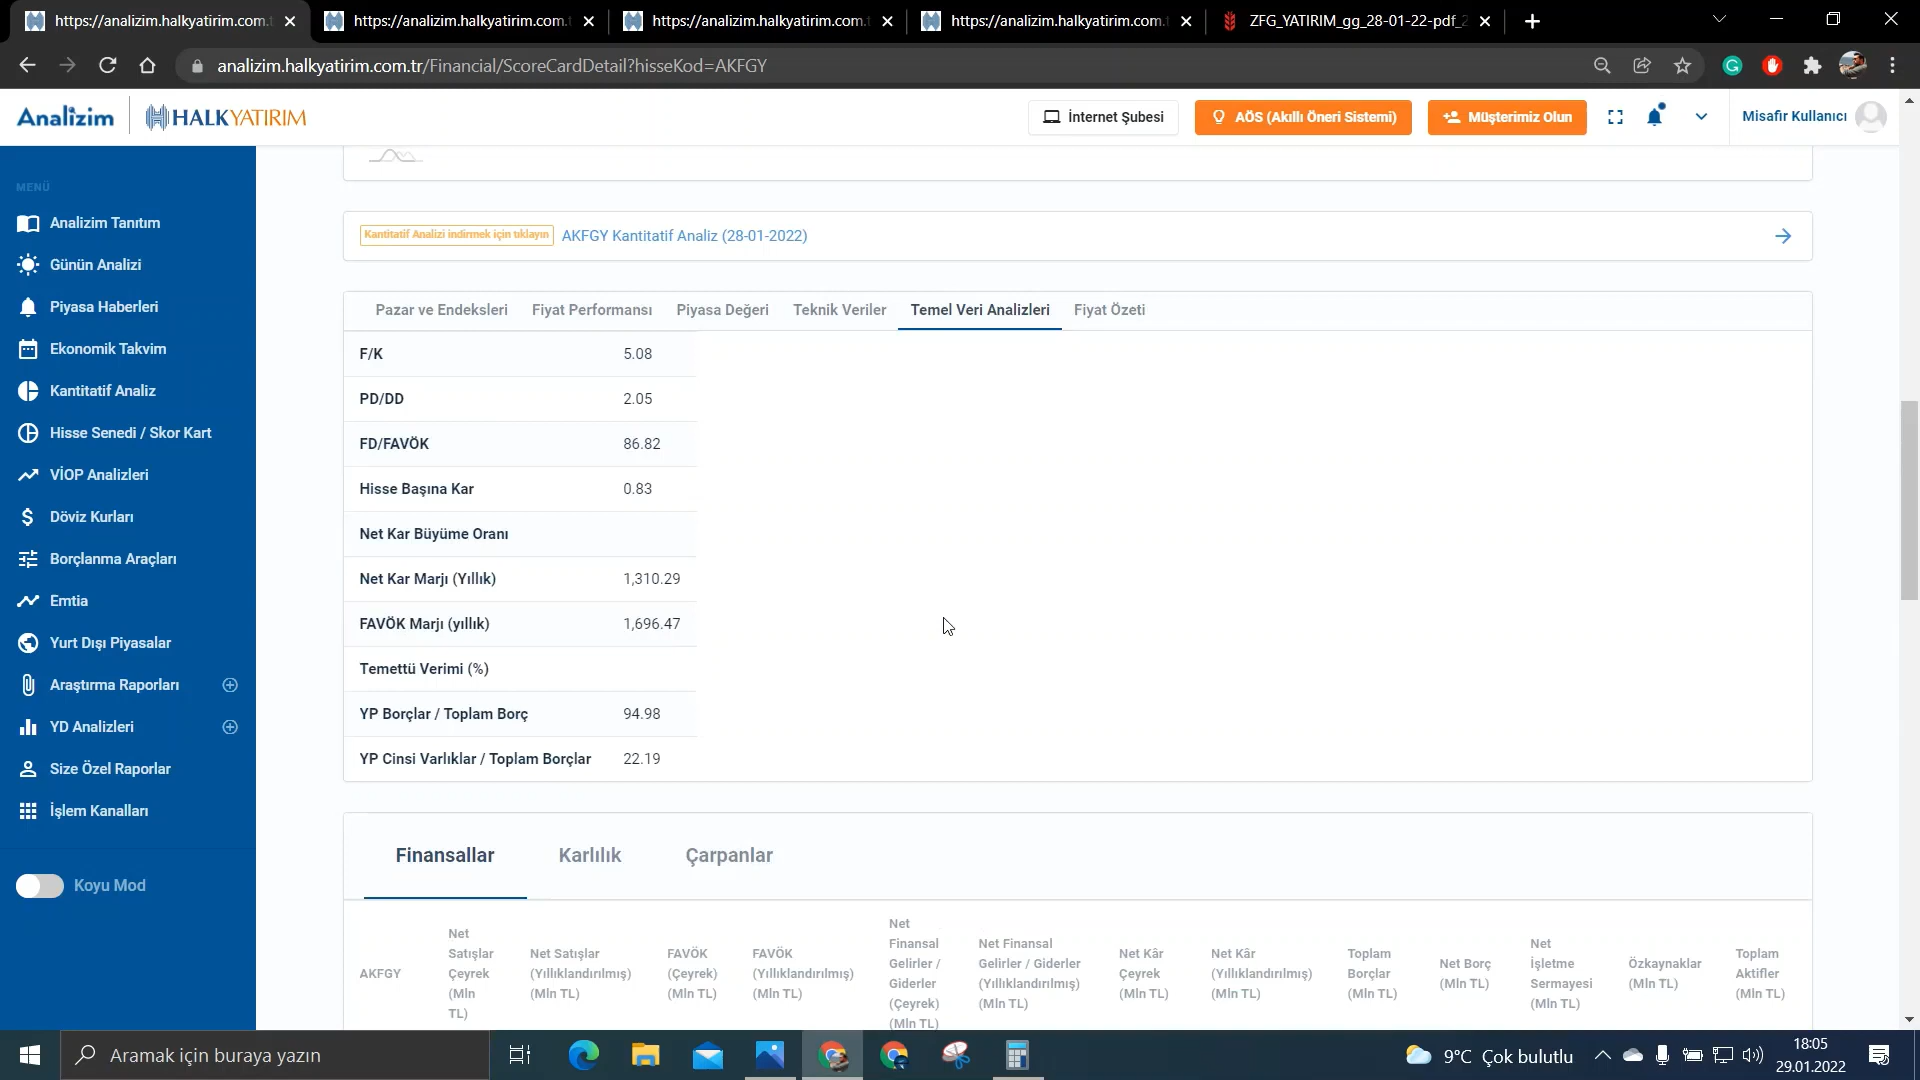 https://analizim.halkyatirim.com.t
https://analizim.halkyatirim.com.t
https://analizim.halkyatirim.com.t
https://analizim.halkyatirim.com.t
ZFG_YATIRIM_gg_28-01-22-pdf_2
analizim.halkyatirim.com.tr/Financial/ScoreCardDetail?hisseKod=AKFGY
Analizim
HALKYATIRIM
İnternet Şubesi
AÖS (Akıllı Öneri Sistemi)
Müşterimiz Olun
Misafir Kullanıcı
MENÜ
Analizim Tanıtım
Günün Analizi
Piyasa Haberleri
Ekonomik Takvim
Kantitatif Analiz
Hisse Senedi / Skor Kart
VİOP Analizleri
Döviz Kurları
Borçlanma Araçları
Emtia
Yurt Dışı Piyasalar
Araştırma Raporları
YD Analizleri
Size Özel Raporlar
İşlem Kanalları
Koyu Mod
Kantitatif Analizi indirmek için tıklayın AKFGY Kantitatif Analiz (28-01-2022)
Pazar ve Endeksleri Fiyat Performansı Piyasa Değeri Teknik Veriler Temel Veri Analizleri Fiyat Özeti
F/K 5.08
PD/DD 2.05
FD/FAVÖK 86.82
Hisse Başına Kar 0.83
Net Kar Büyüme Oranı
Net Kar Marjı (Yıllık) 1,310.29
FAVÖK Marjı (yıllık) 1,696.47
Temettü Verimi (%)
YP Borçlar / Toplam Borç 94.98
YP Cinsi Varlıklar / Toplam Borçlar 22.19
Finansallar Karlılık Çarpanlar
AKFGY
Net
Satışlar
Çeyrek
(Mln
TL)
Net Satışlar
(Yıllıklandırılmış)
(Mln TL)
FAVÖK
(Çeyrek)
(Mln TL)
FAVÖK
(Yıllıklandırılmış)
(Mln TL)
Net
Finansal
Gelirler /
Giderler
(Çeyrek)
(Mln TL)
Net Finansal
Gelirler / Giderler
(Yıllıklandırılmış)
(Mln TL)
Net Kâr
Çeyrek
(Mln TL)
Net Kâr
(Yıllıklandırılmış)
(Mln TL)
Toplam
Borçlar
(Mln TL)
Net Borç
(Mln TL)
Net
İşletme
Sermayesi
(Mln TL)
Özkaynaklar
(Mln TL)
Toplam
Aktifler
(Mln TL)
Aramak için buraya yazın
9°C Çok bulutlu
18:05
29.01.2022